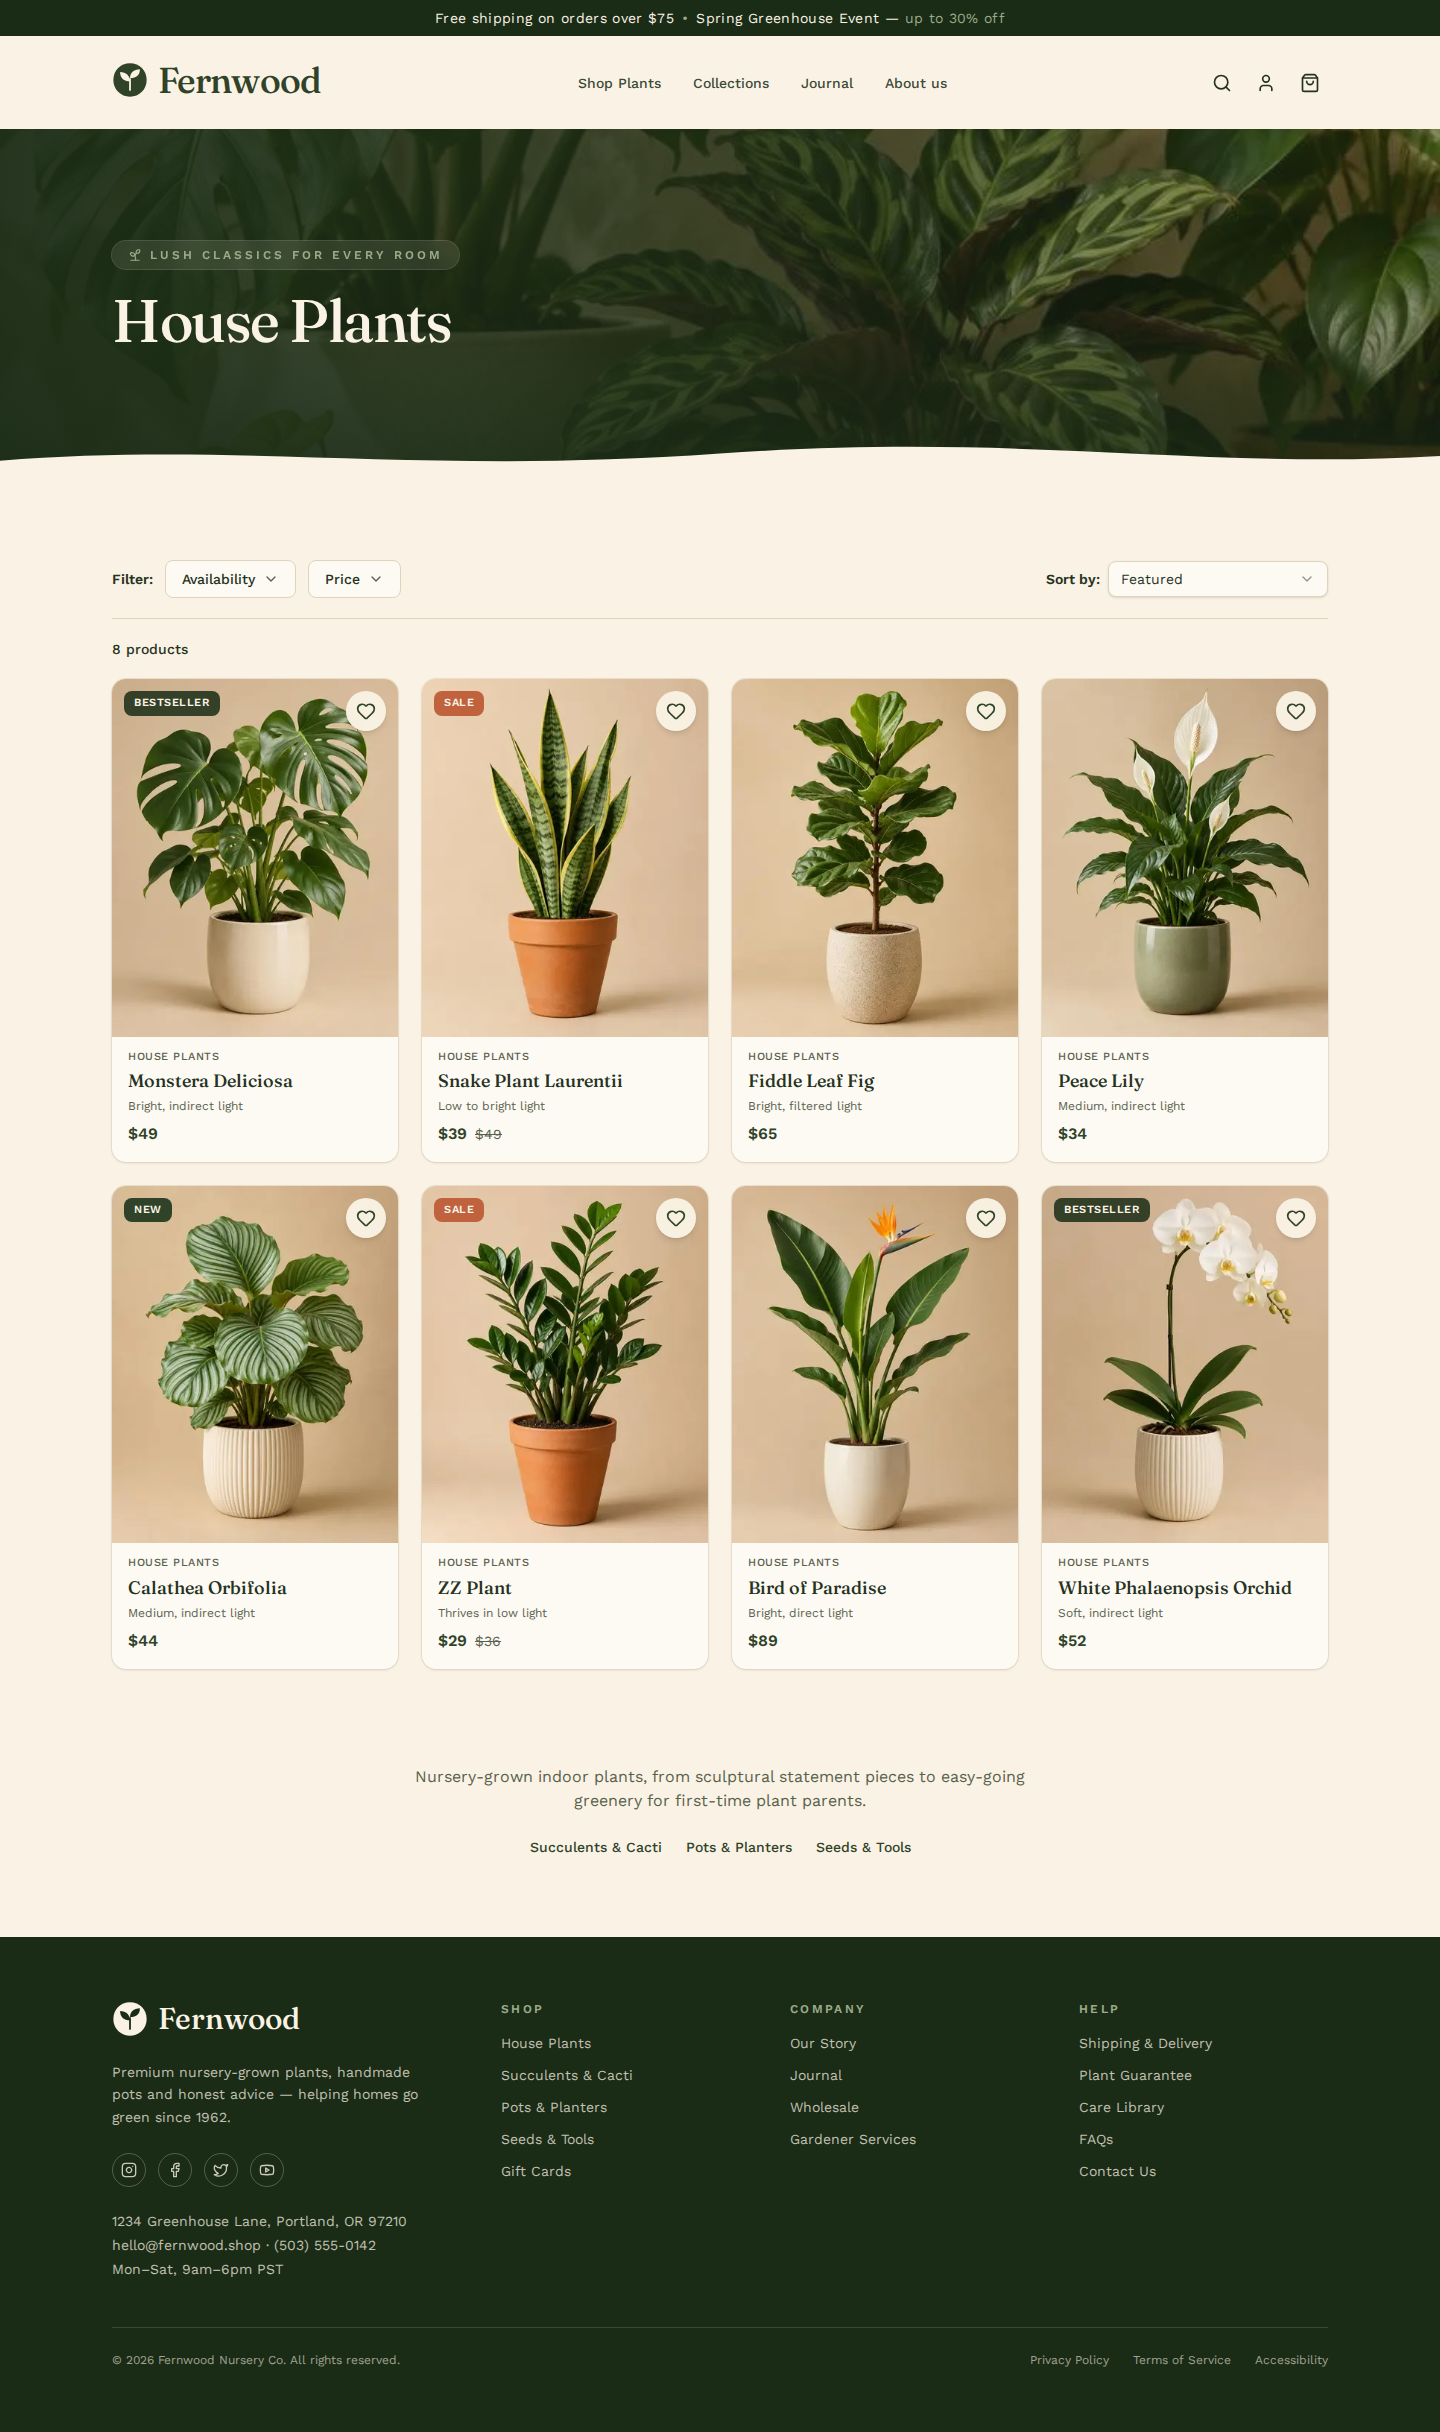 Free shipping on orders over $75 • Spring Greenhouse Event — up to 30% off
Fernwood
Shop Plants Collections Journal About us
LUSH CLASSICS FOR EVERY ROOM
House Plants
Filter: Availability Price Sort by: Featured
8 products
BESTSELLER
HOUSE PLANTS
Monstera Deliciosa
Bright, indirect light
$49
SALE
HOUSE PLANTS
Snake Plant Laurentii
Low to bright light
$39 $49
HOUSE PLANTS
Fiddle Leaf Fig
Bright, filtered light
$65
HOUSE PLANTS
Peace Lily
Medium, indirect light
$34
NEW
HOUSE PLANTS
Calathea Orbifolia
Medium, indirect light
$44
SALE
HOUSE PLANTS
ZZ Plant
Thrives in low light
$29 $36
HOUSE PLANTS
Bird of Paradise
Bright, direct light
$89
BESTSELLER
HOUSE PLANTS
White Phalaenopsis Orchid
Soft, indirect light
$52
Nursery-grown indoor plants, from sculptural statement pieces to easy-going
greenery for first-time plant parents.
Succulents & Cacti Pots & Planters Seeds & Tools
Fernwood
Premium nursery-grown plants, handmade
pots and honest advice — helping homes go
green since 1962.
1234 Greenhouse Lane, Portland, OR 97210
hello@fernwood.shop · (503) 555-0142
Mon–Sat, 9am–6pm PST
SHOP
House Plants
Succulents & Cacti
Pots & Planters
Seeds & Tools
Gift Cards
COMPANY
Our Story
Journal
Wholesale
Gardener Services
HELP
Shipping & Delivery
Plant Guarantee
Care Library
FAQs
Contact Us
© 2026 Fernwood Nursery Co. All rights reserved.
Privacy Policy Terms of Service Accessibility